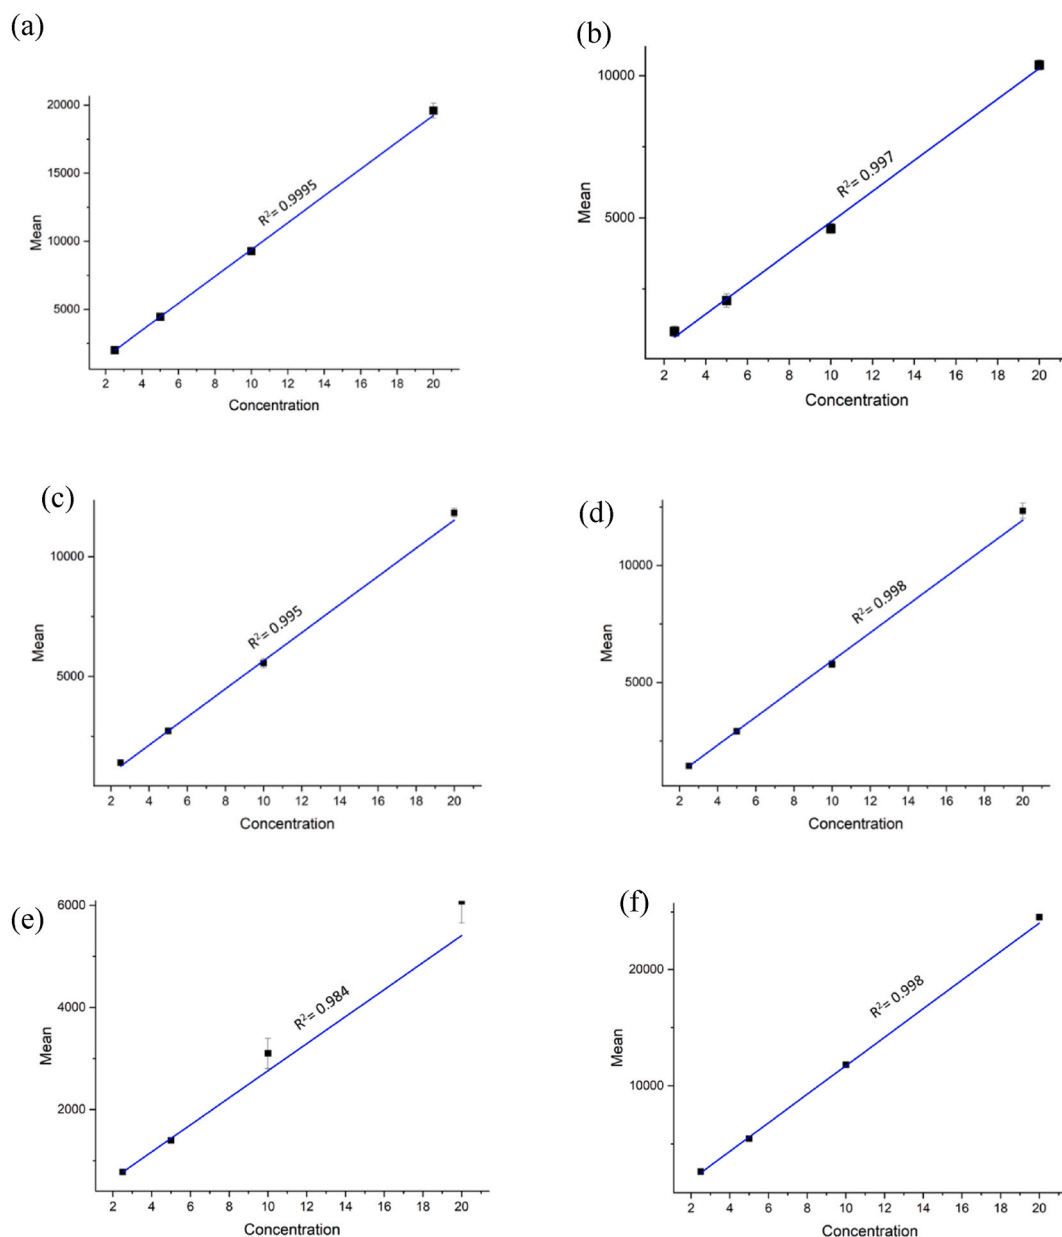 (a)
20000
15000
10000
5000
Mean
R²= 0.9995
2 4 6 8 10 12 14 16 18 20
Concentration
(b)
10000
5000
Mean
R²= 0.997
2 4 6 8 10 12 14 16 18 20
Concentration
(c)
10000
5000
Mean
R²= 0.995
2 4 6 8 10 12 14 16 18 20
Concentration
(d)
10000
5000
Mean
R²= 0.998
2 4 6 8 10 12 14 16 18 20
Concentration
(e)
6000
4000
2000
Mean
R²= 0.984
2 4 6 8 10 12 14 16 18 20
Concentration
(f)
20000
10000
Mean
R²= 0.998
2 4 6 8 10 12 14 16 18 20
Concentration